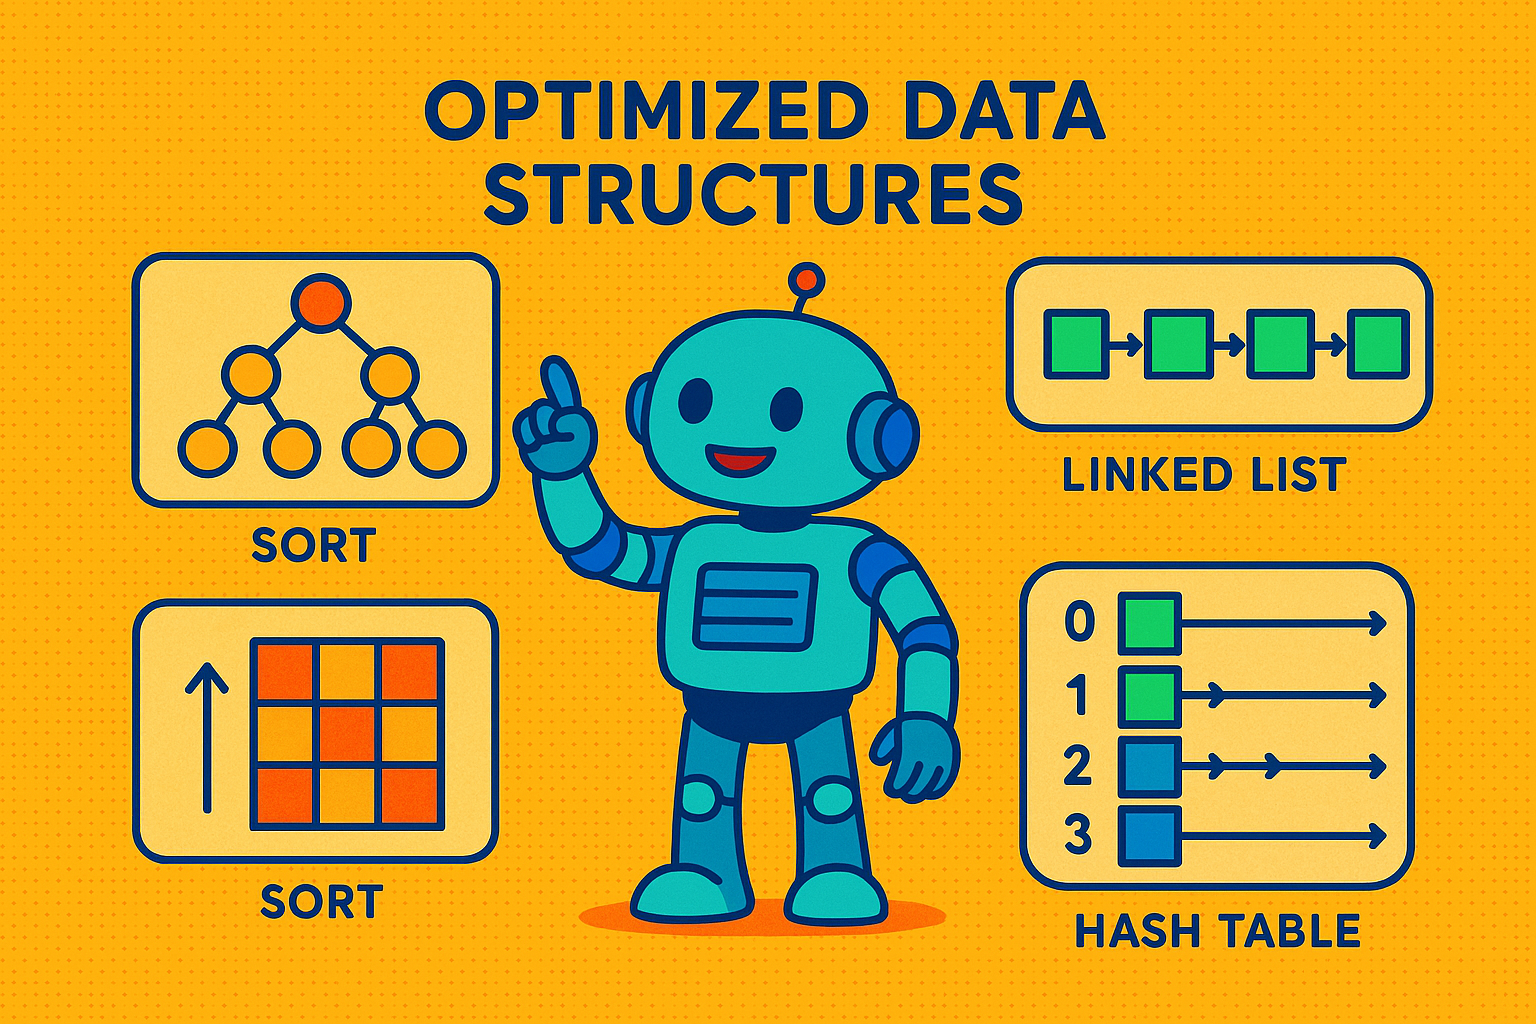 OPTIMIZED DATA
STRUCTURES
SORT
LINKED LIST
SORT
0
1
2
3
HASH TABLE